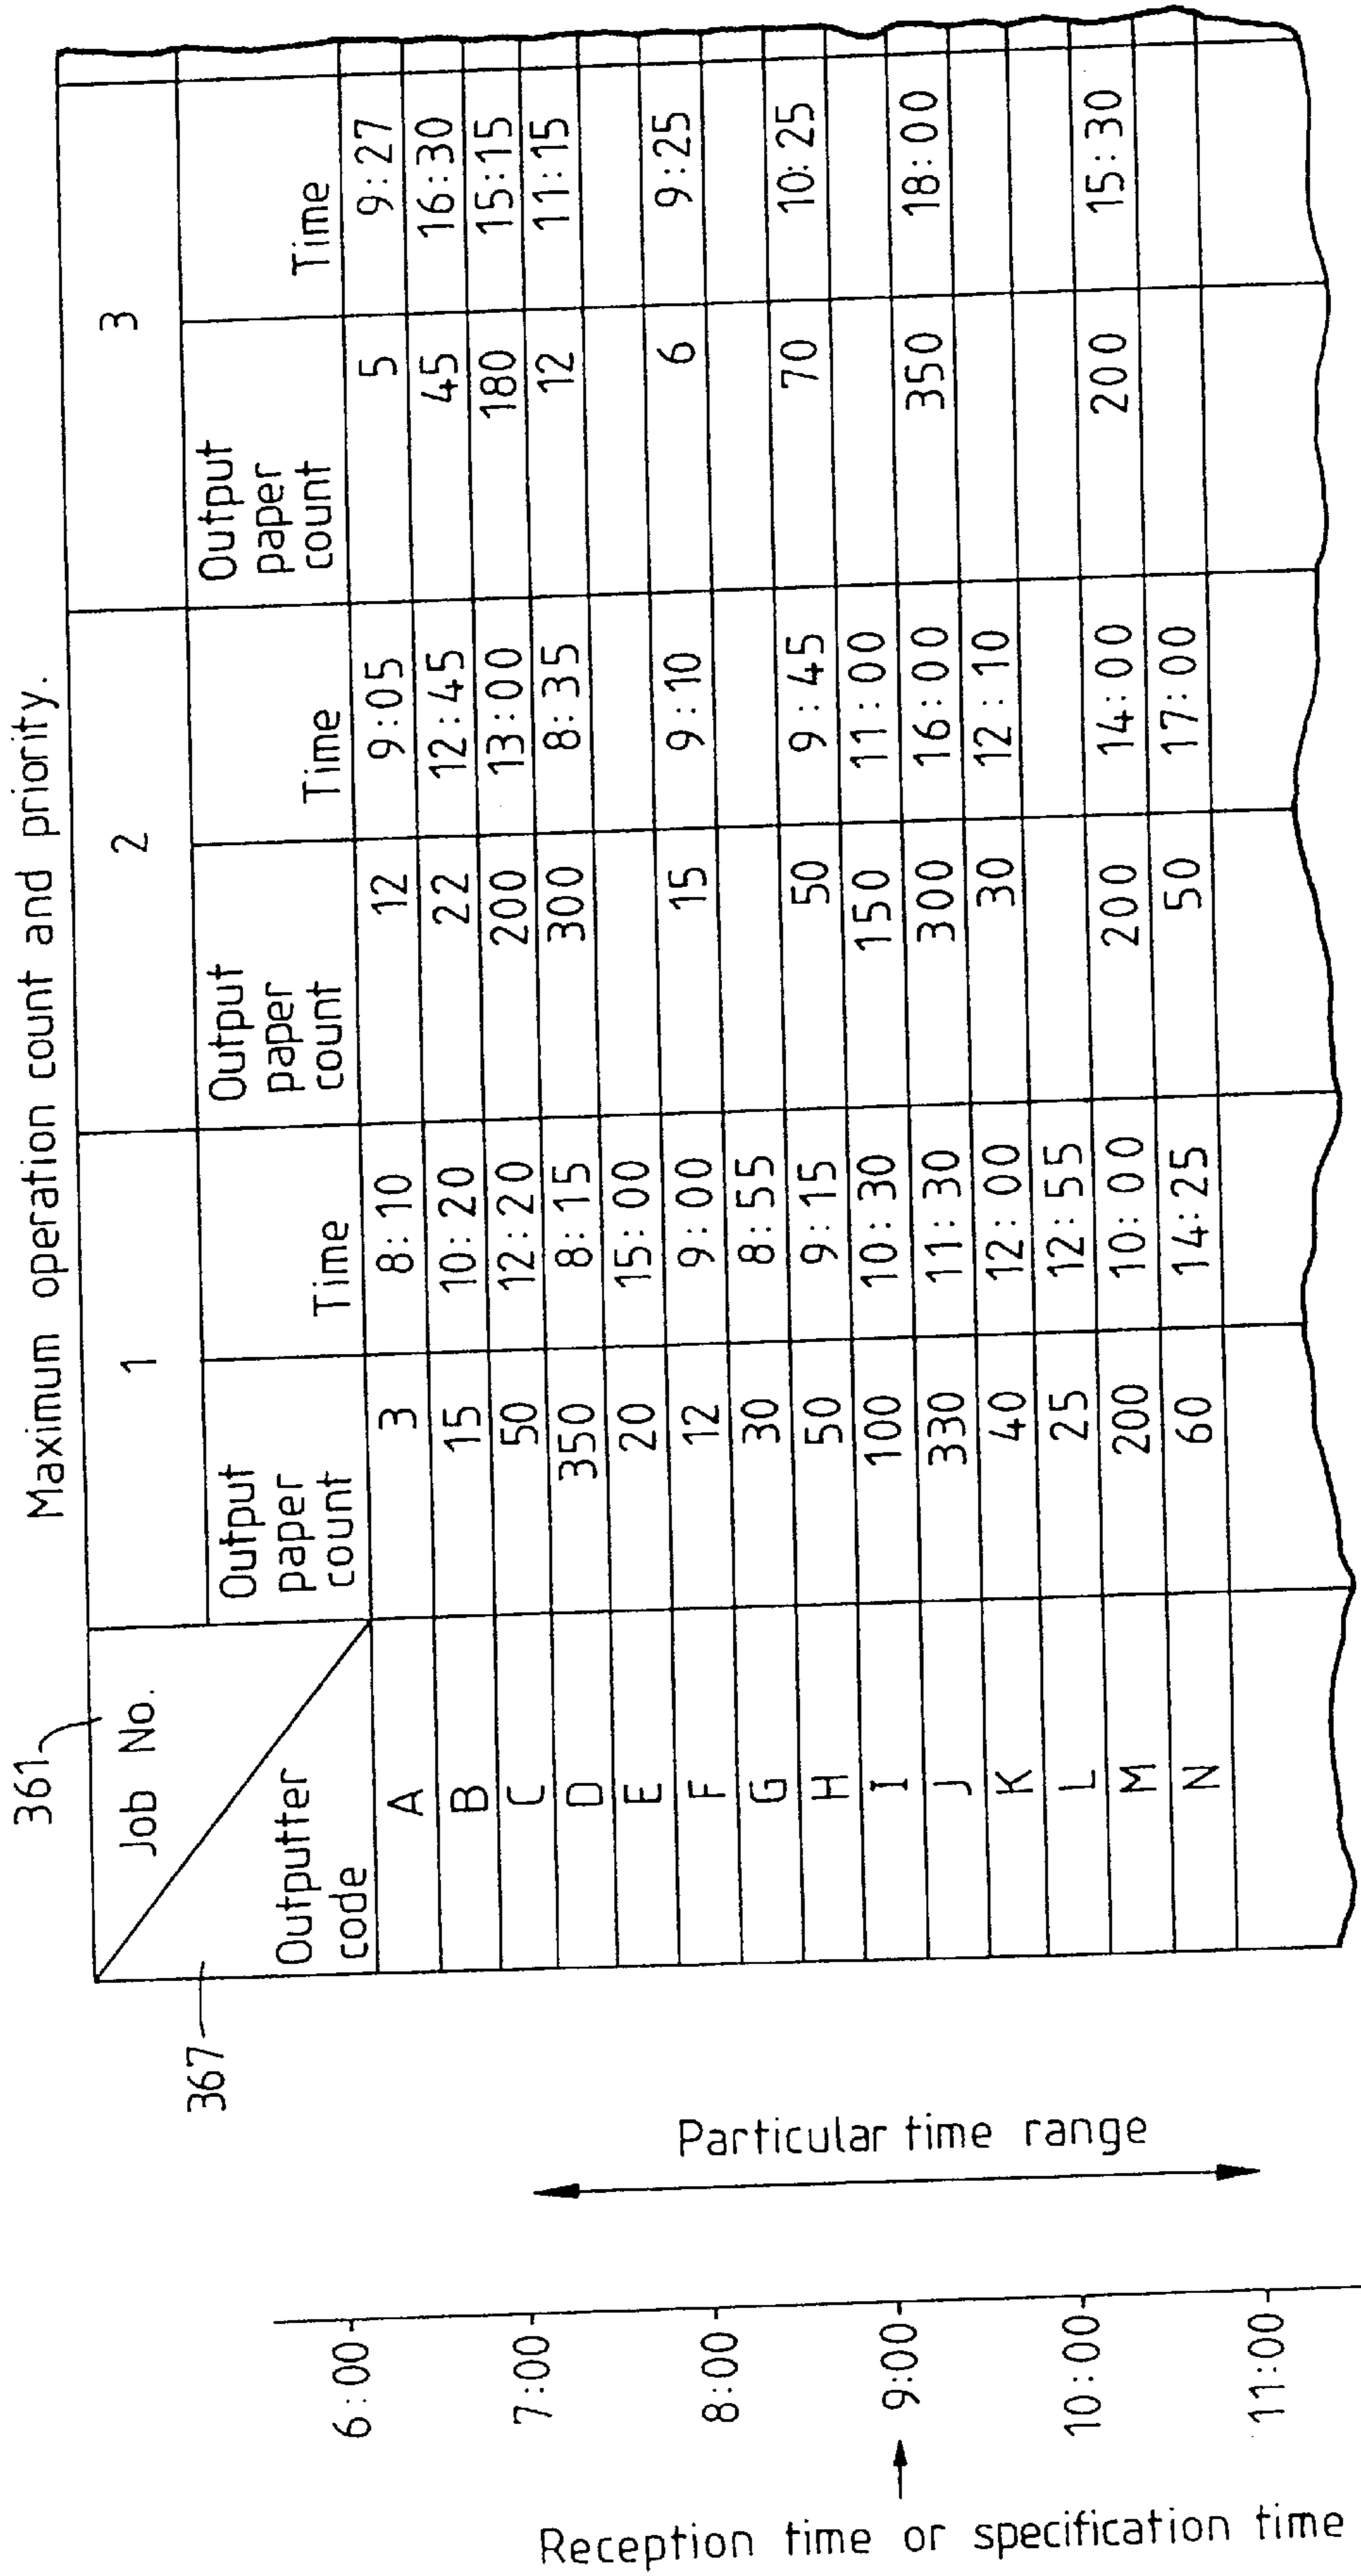 Maximum operation count and priority.
361
Job No.
1
2
3
367
Outputter
code
Output
paper
count
Time
Output
paper
count
Time
Output
paper
count
Time
A 3 8:10 12 9:05 5 9:27
B 15 10:20 22 12:45 45 16:30
C 50 12:20 200 13:00 180 15:15
D 350 8:15 300 8:35 12 11:15
E 20 15:00
F 12 9:00 15 9:10 6 9:25
G 30 8:55
H 50 9:15 50 9:45 70 10:25
I 100 10:30 150 11:00
J 330 11:30 300 16:00 350 18:00
K 40 12:00 30 12:10
L 25 12:55
M 200 10:00 200 14:00 200 15:30
N 60 14:25 50 17:00
Particular time range
6:00
7:00
8:00
9:00
10:00
11:00
Reception time or specification time